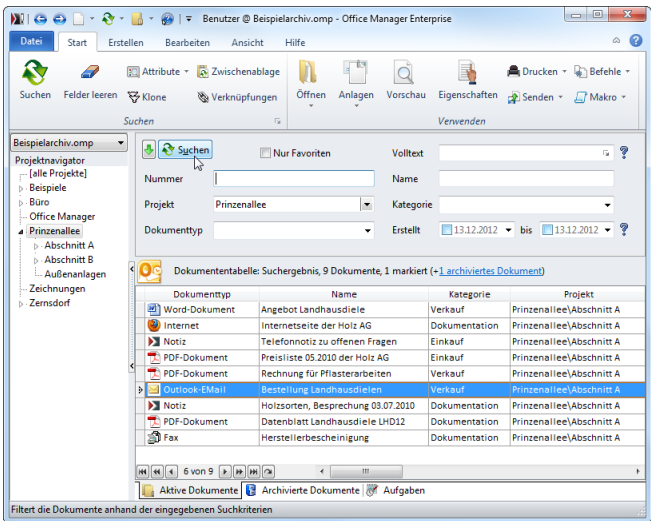 Benutzer @ Beispielarchiv.omp - Office Manager Enterprise
Datei Start Erstellen Bearbeiten Ansicht Hilfe
Suchen Felder leeren Attribute Zwischenablage Klone Verknüpfungen Öffnen Anlagen Vorschau Eigenschaften Drucken Befehle Senden Makro
Suchen Verwenden
Beispielarchiv.omp
Projektnavigator
[alle Projekte]
Beispiele
Büro
Office Manager
Prinzenallee
Abschnitt A
Abschnitt B
Außenanlagen
Zeichnungen
Zernsdorf
Suchen Nur Favoriten Volltext
Nummer Name
Projekt Prinzenallee Kategorie
Dokumenttyp Erstellt 13.12.2012 bis 13.12.2012
Dokumententabelle: Suchergebnis, 9 Dokumente, 1 markiert (+1 archiviertes Dokument)
Dokumenttyp Name Kategorie Projekt
Word-Dokument Angebot Landhausdiele Verkauf Prinzenallee\Abschnitt A
Internet Internetseite der Holz AG Dokumentation Prinzenallee\Abschnitt A
Notiz Telefonnotiz zu offenen Fragen Einkauf Prinzenallee\Abschnitt A
PDF-Dokument Preisliste 05.2010 der Holz AG Einkauf Prinzenallee\Abschnitt A
PDF-Dokument Rechnung für Pflasterarbeiten Verkauf Prinzenallee\Abschnitt A
Outlook-EMail Bestellung Landhausdielen Verkauf Prinzenallee\Abschnitt A
Notiz Holzsorten, Besprechung 03.07.2010 Dokumentation Prinzenallee\Abschnitt A
PDF-Dokument Datenblatt Landhausdiele LHD12 Dokumentation Prinzenallee\Abschnitt A
Fax Herstellerbescheinigung Dokumentation Prinzenallee\Abschnitt A
6 von 9
Aktive Dokumente Archivierte Dokumente Aufgaben
Filtert die Dokumente anhand der eingegebenen Suchkriterien